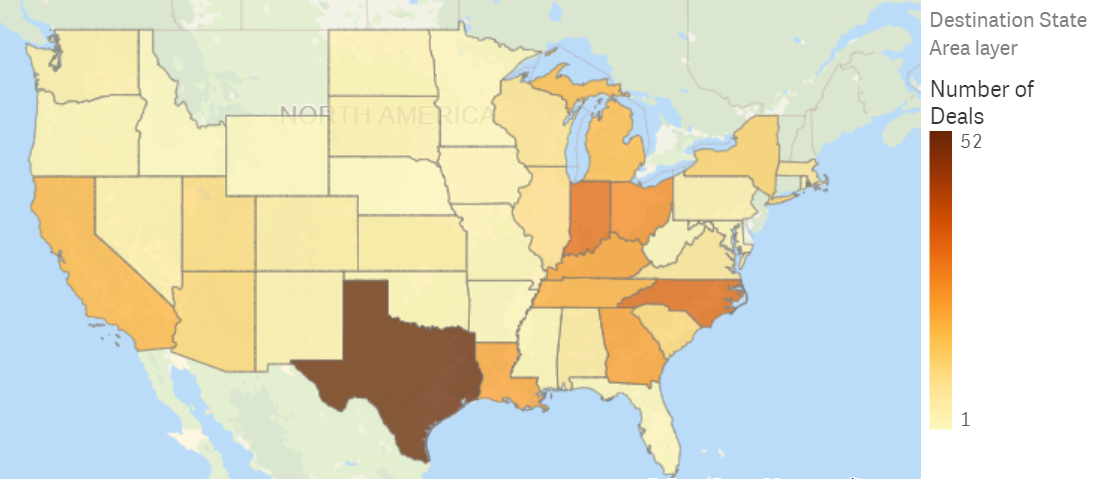 Destination State
Area layer
Number of
Deals
52
NORTH AMERICA
1